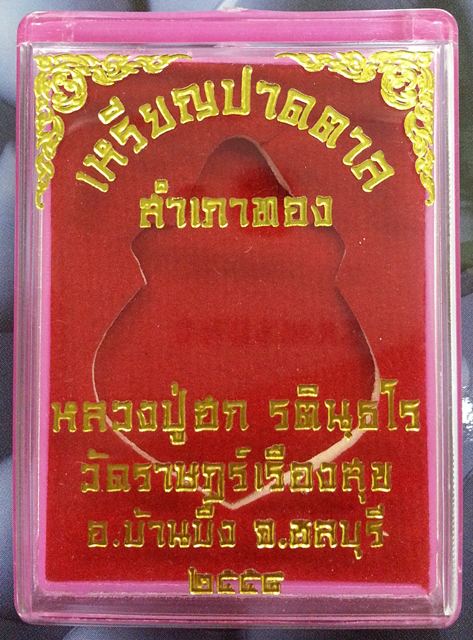 เหรียญปาดตาล
สำเภาทอง
หลวงปู่ฮก รตินฺธโร
วัดราษฎร์เรืองสุข
อ.บ้านบึง จ.ชลบุรี
๒๕๕๘